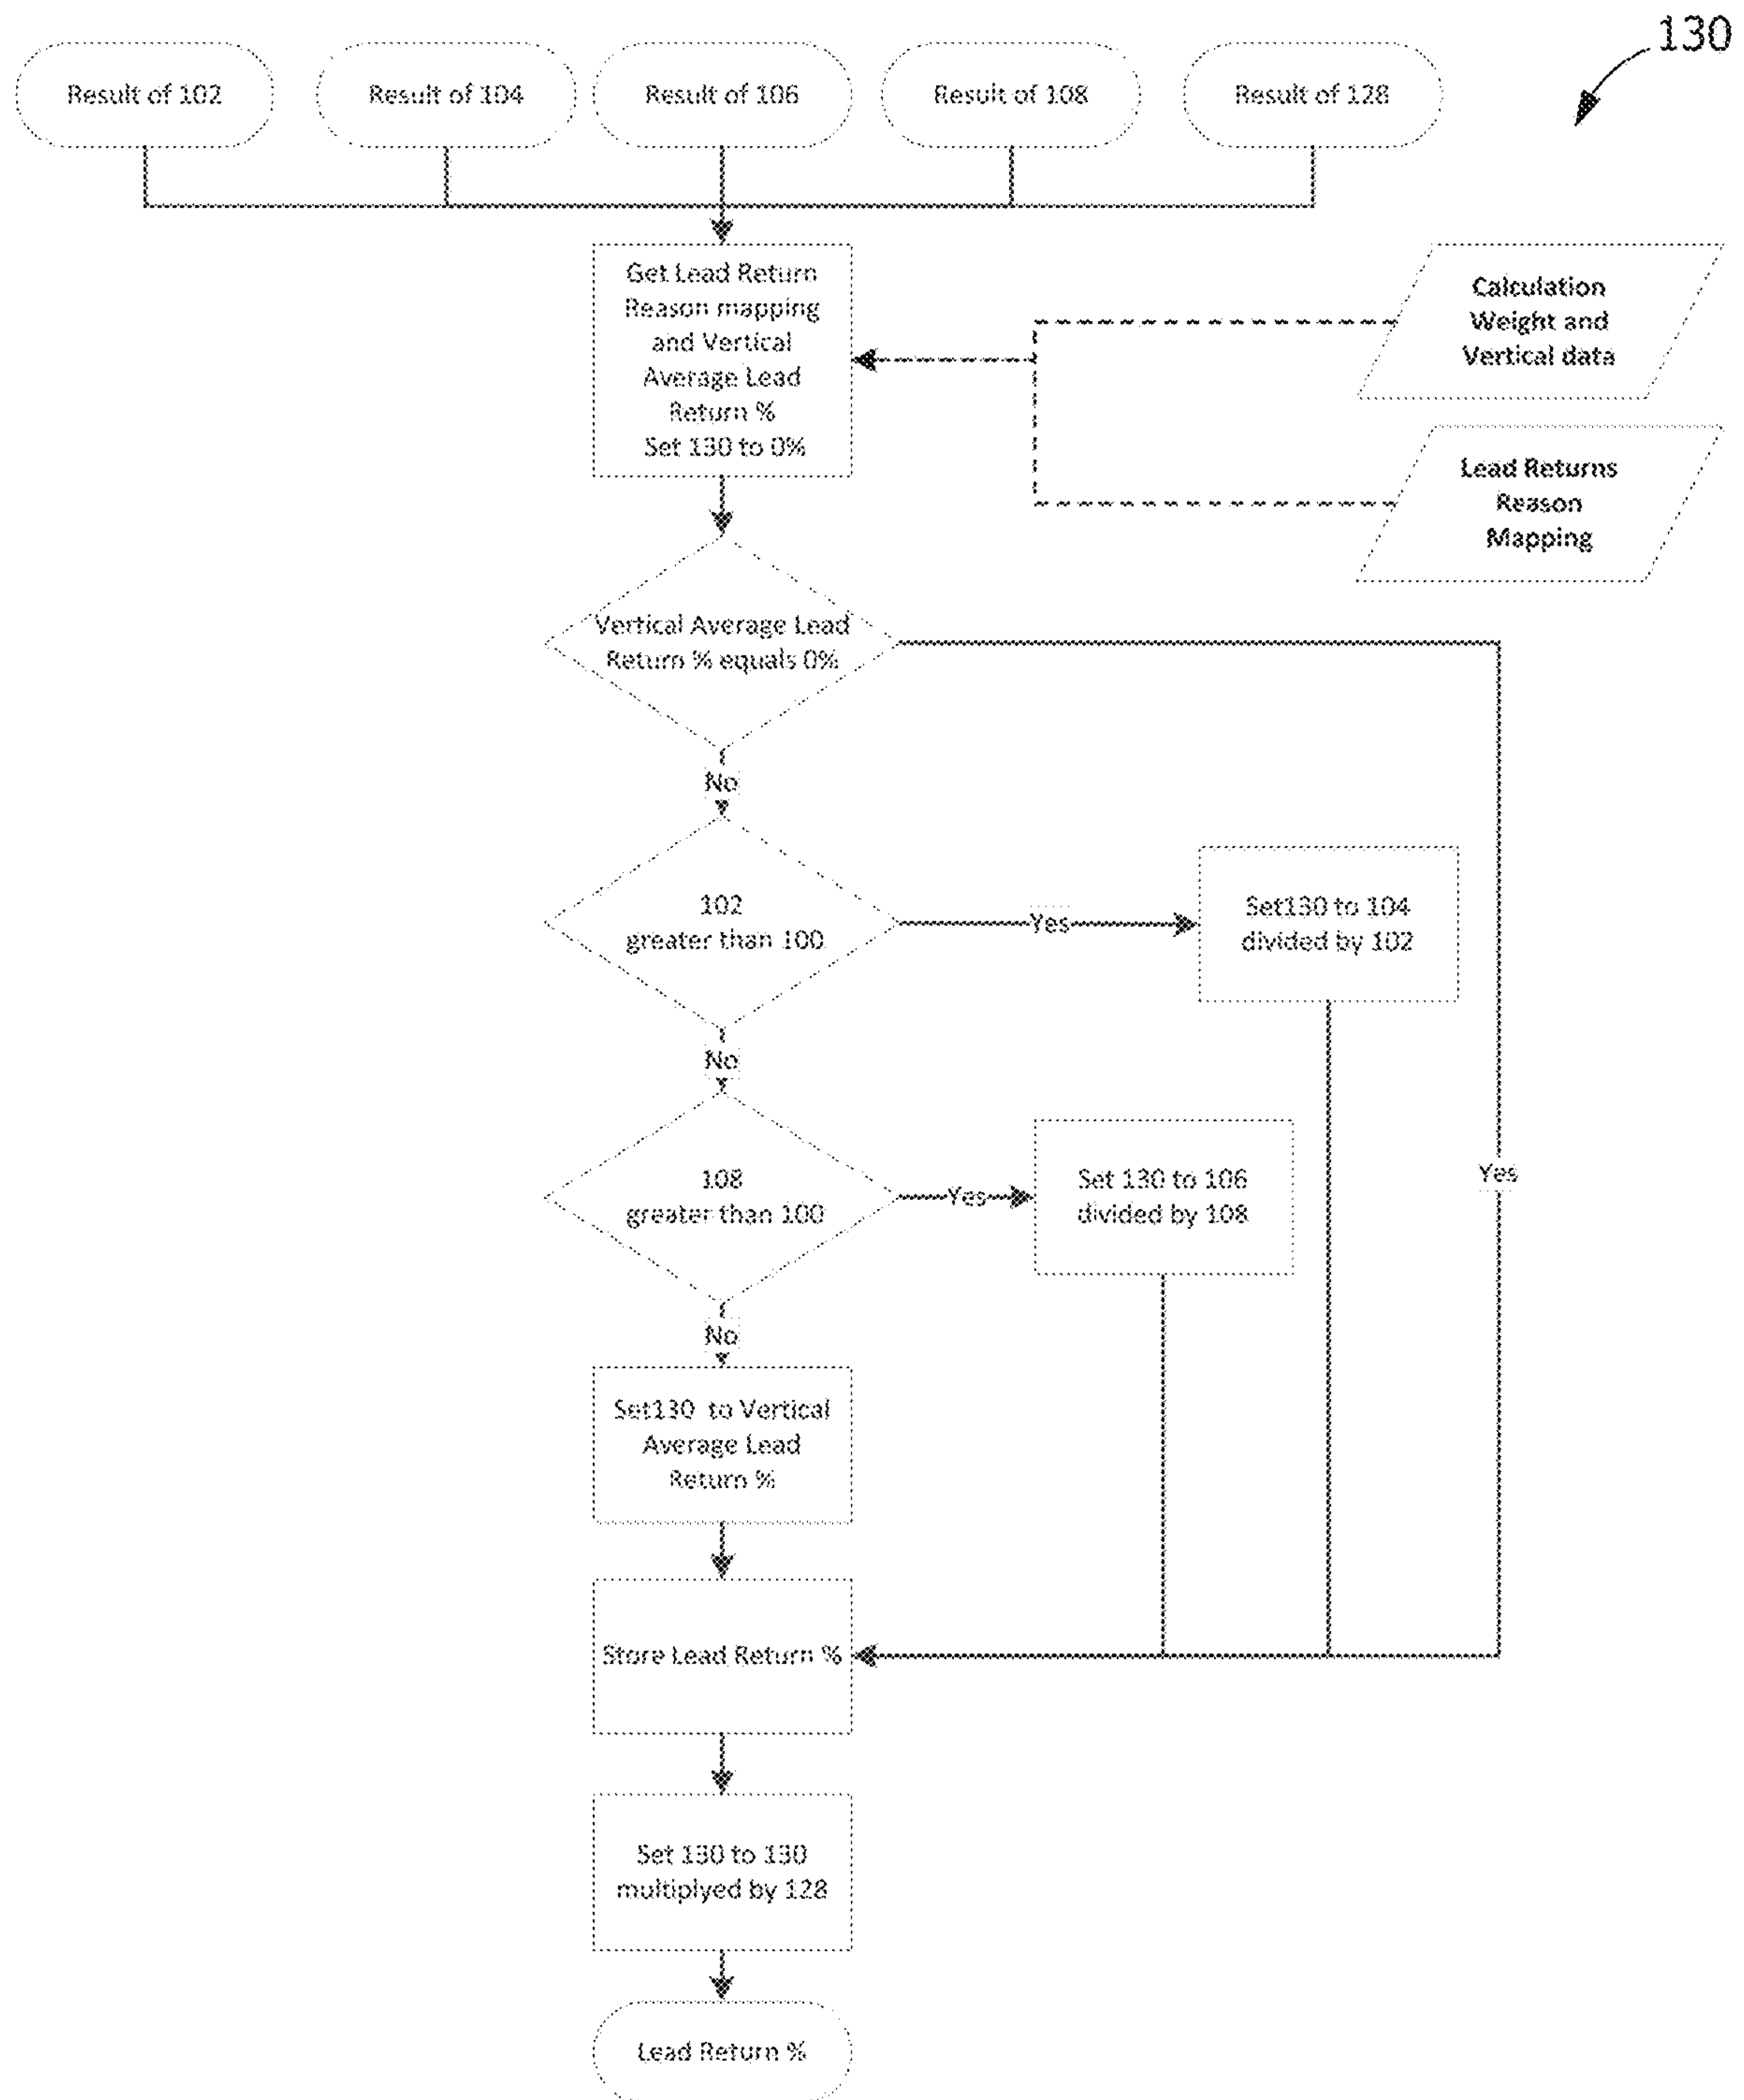 130
Result of 102
Result of 104
Result of 106
Result of 108
Result of 128
Get Lead Return
Reason mapping
and Vertical
Average Lead
Return %
Set 130 to 0%
Calculation
Weight and
Vertical data
Lead Returns
Reason
Mapping
Vertical Average Lead
Return % equals 0%
No
102
greater than 100
Yes
Set130 to 104
divided by 102
No
108
greater than 100
Yes
Set 130 to 106
divided by 108
Yes
No
Set130 to Vertical
Average Lead
Return %
Store Lead Return %
Set 130 to 130
multiplyed by 128
Lead Return %